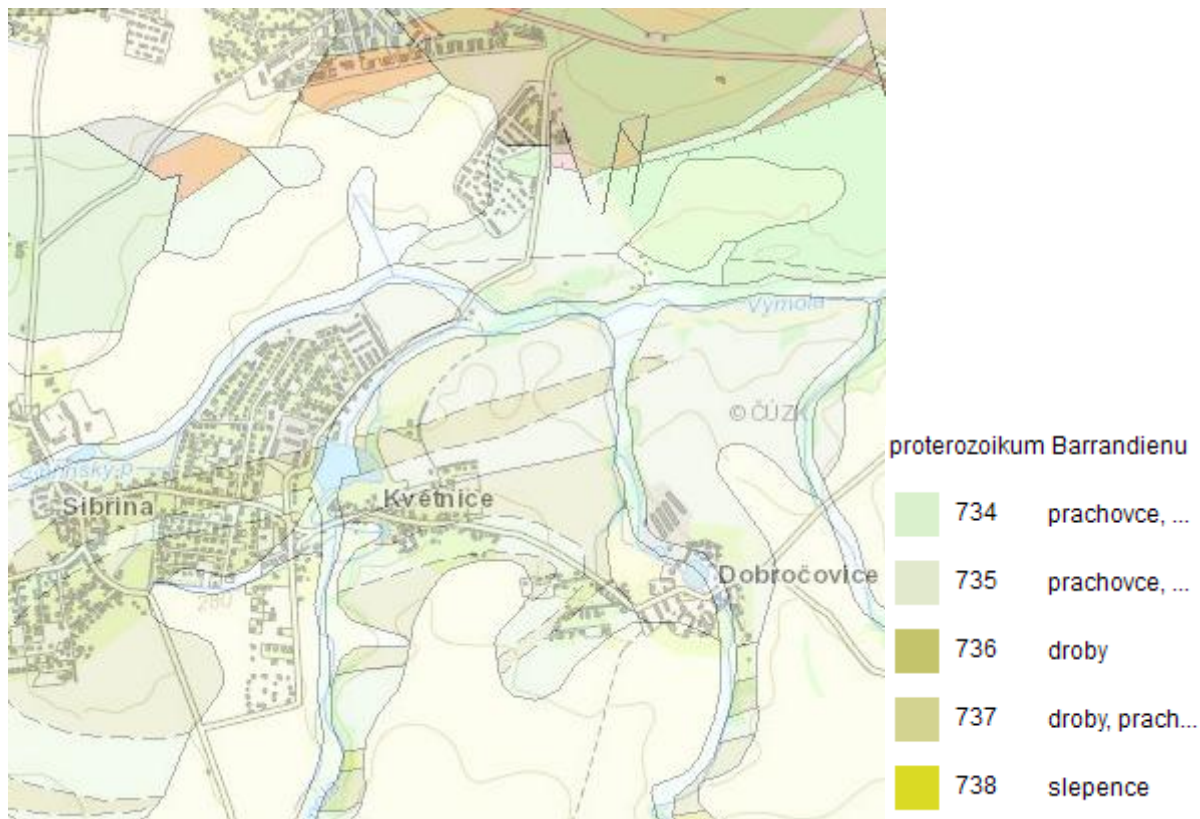 Výmola
© ČÚZK
Sibřina
Květnice
Dobročovice
280
proterozoikum Barrandienu
734 prachovce, ...
735 prachovce, ...
736 droby
737 droby, prach...
738 slepence